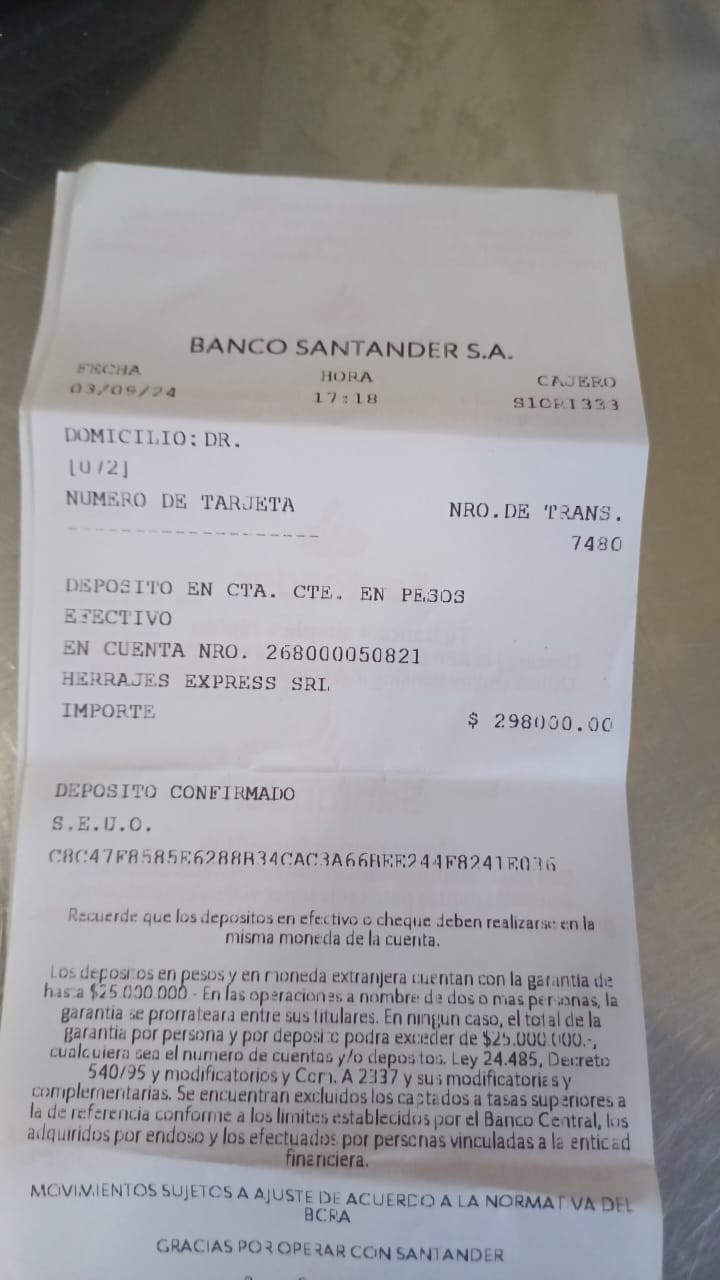 BANCO SANTANDER S.A.
FECHA HORA CAJERO
03/09/24 17:18 S1CRI333
DOMICILIO: DR.
[072]
NUMERO DE TARJETA NRO.DE TRANS.
------------------- 7480
DEPOSITO EN CTA. CTE. EN PESOS
EFECTIVO
EN CUENTA NRO. 268000050821
HERRAJES EXPRESS SRL
IMPORTE $ 298000.00
DEPOSITO CONFIRMADO
S.E.U.O.
Recuerde que los depositos en efectivo o cheque deben realizarse en la
misma moneda de la cuenta.
Los depositos en pesos y en moneda extranjera cuentan con la garantia de
hasta $25.000.000 - En las operaciones a nombre de dos o mas personas, la
garantia se prorrateara entre sus titulares. En ningun caso, el total de la
garantia por persona y por deposito podra exceder de $25.000.000.-,
cualquiera sea el numero de cuentas y/o depositos. Ley 24.485, Decreto
540/95 y modificatorios y Com. A 2337 y sus modificatorias y
complementarias. Se encuentran excluidos los captados a tasas superiores a
la de referencia conforme a los limites establecidos por el Banco Central, los
adquiridos por endoso y los efectuados por personas vinculadas a la entidad
financiera.
MOVIMIENTOS SUJETOS A AJUSTE DE ACUERDO A LA NORMATIVA DEL
BCRA
GRACIAS POR OPERAR CON SANTANDER